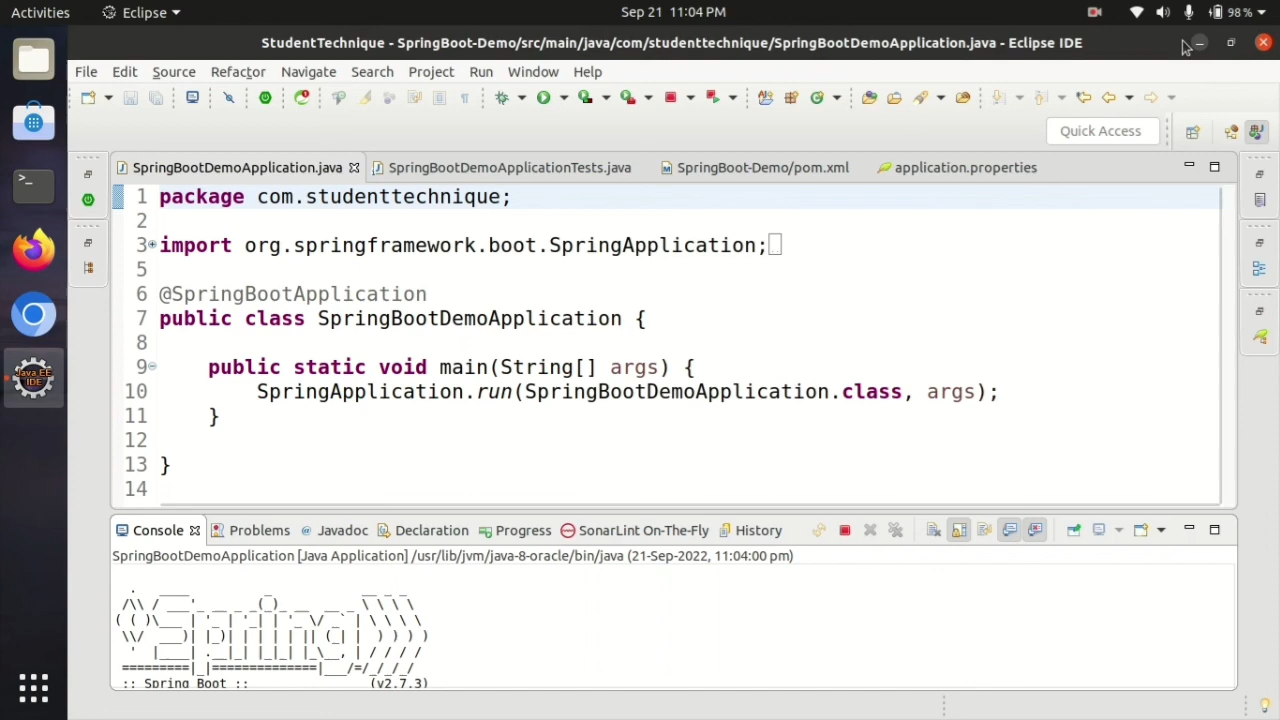 Activities
Eclipse
Sep 21 11:04 PM
98%
StudentTechnique - SpringBoot-Demo/src/main/java/com/studenttechnique/SpringBootDemoApplication.java - Eclipse IDE
File Edit Source Refactor Navigate Search Project Run Window Help
Quick Access
SpringBootDemoApplication.java
SpringBootDemoApplicationTests.java
SpringBoot-Demo/pom.xml
application.properties
1 package com.studenttechnique;
2
3 import org.springframework.boot.SpringApplication;
5
6 @SpringBootApplication
7 public class SpringBootDemoApplication {
8
9 public static void main(String[] args) {
10 SpringApplication.run(SpringBootDemoApplication.class, args);
11 }
12
13 }
14
Java EE
IDE
Console
Problems
Javadoc
Declaration
Progress
SonarLint On-The-Fly
History
SpringBootDemoApplication [Java Application] /usr/lib/jvm/java-8-oracle/bin/java (21-Sep-2022, 11:04:00 pm)
Spring
:: Spring Boot :: (v2.7.3)